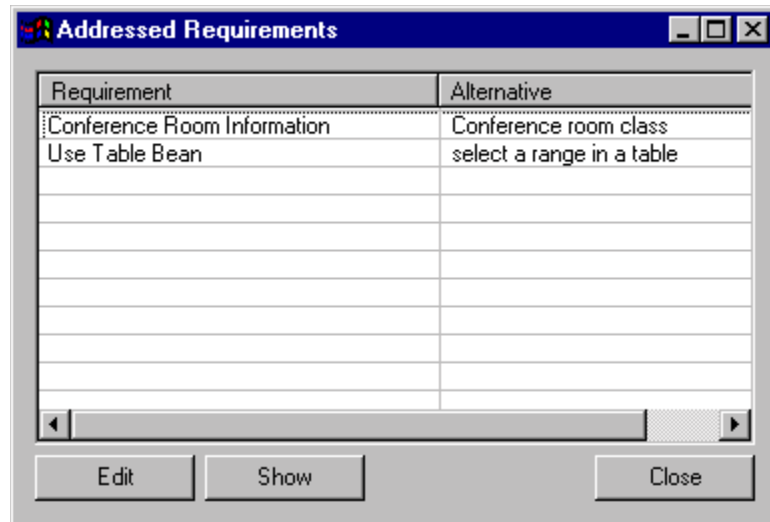 Addressed Requirements
Requirement Alternative
Conference Room Information Conference room class
Use Table Bean select a range in a table
Edit Show Close